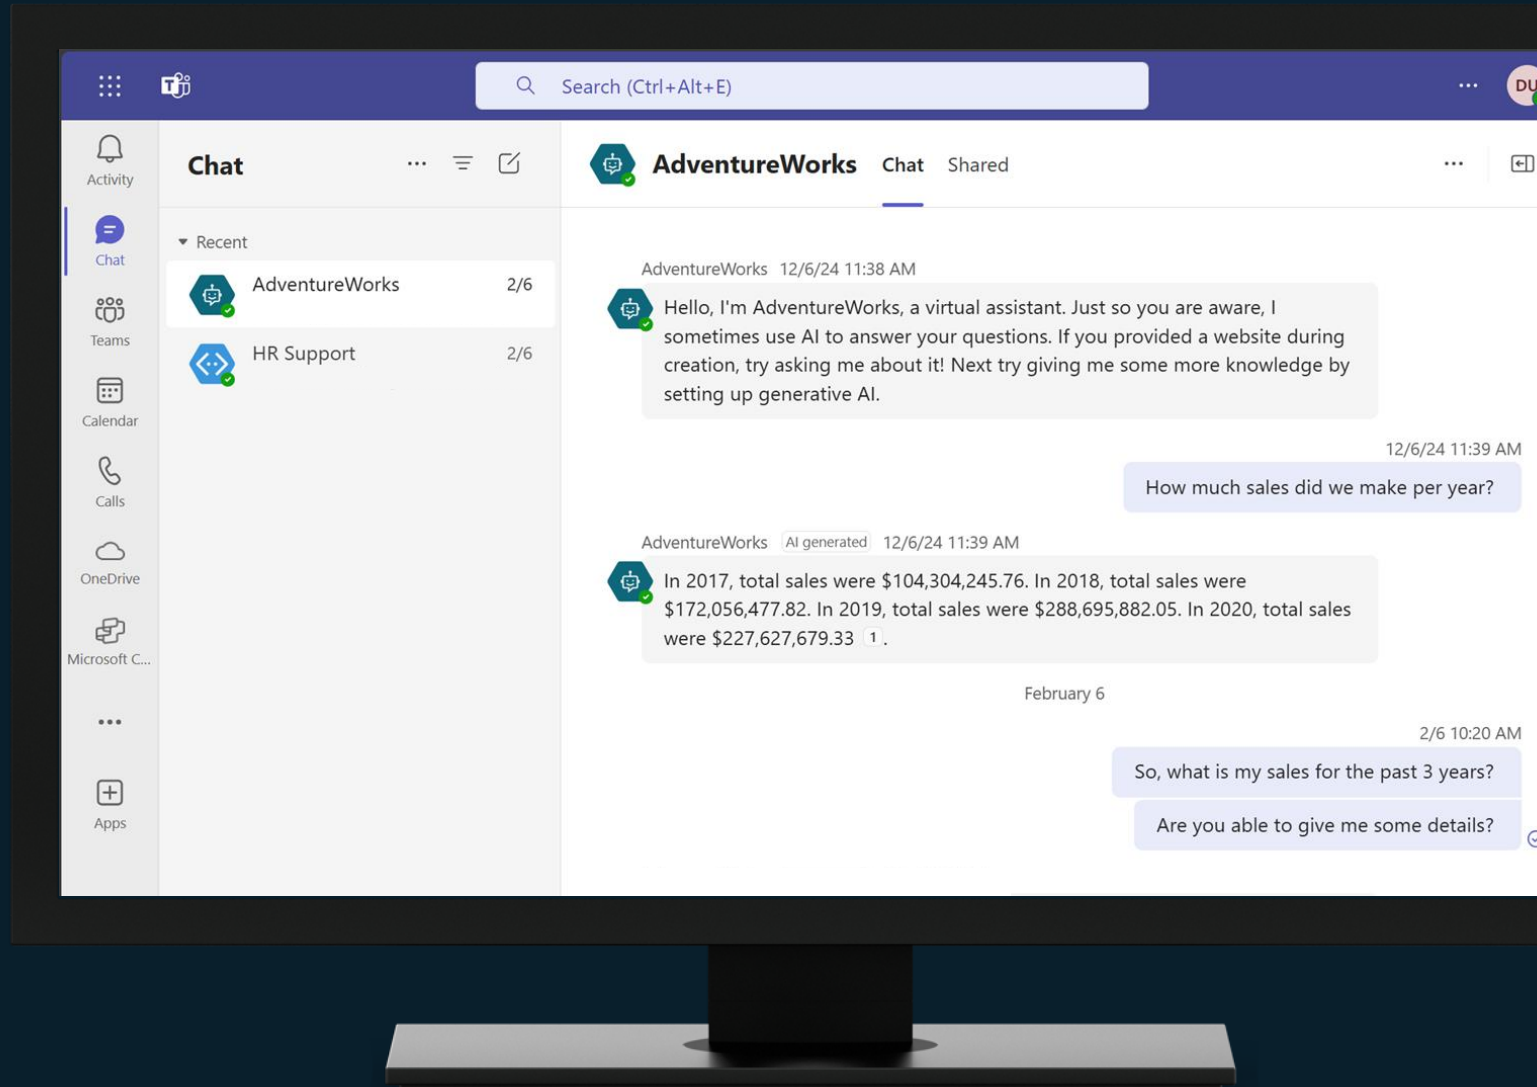 Search (Ctrl+Alt+E)
DU
Activity
Chat
Teams
Calendar
Calls
OneDrive
Microsoft C...
Apps
Chat
Recent
AdventureWorks 2/6
HR Support 2/6
AdventureWorks Chat Shared
AdventureWorks 12/6/24 11:38 AM
Hello, I'm AdventureWorks, a virtual assistant. Just so you are aware, I
sometimes use AI to answer your questions. If you provided a website during
creation, try asking me about it! Next try giving me some more knowledge by
setting up generative AI.
12/6/24 11:39 AM
How much sales did we make per year?
AdventureWorks AI generated 12/6/24 11:39 AM
In 2017, total sales were $104,304,245.76. In 2018, total sales were
$172,056,477.82. In 2019, total sales were $288,695,882.05. In 2020, total sales
were $227,627,679.33 1.
February 6
2/6 10:20 AM
So, what is my sales for the past 3 years?
Are you able to give me some details?